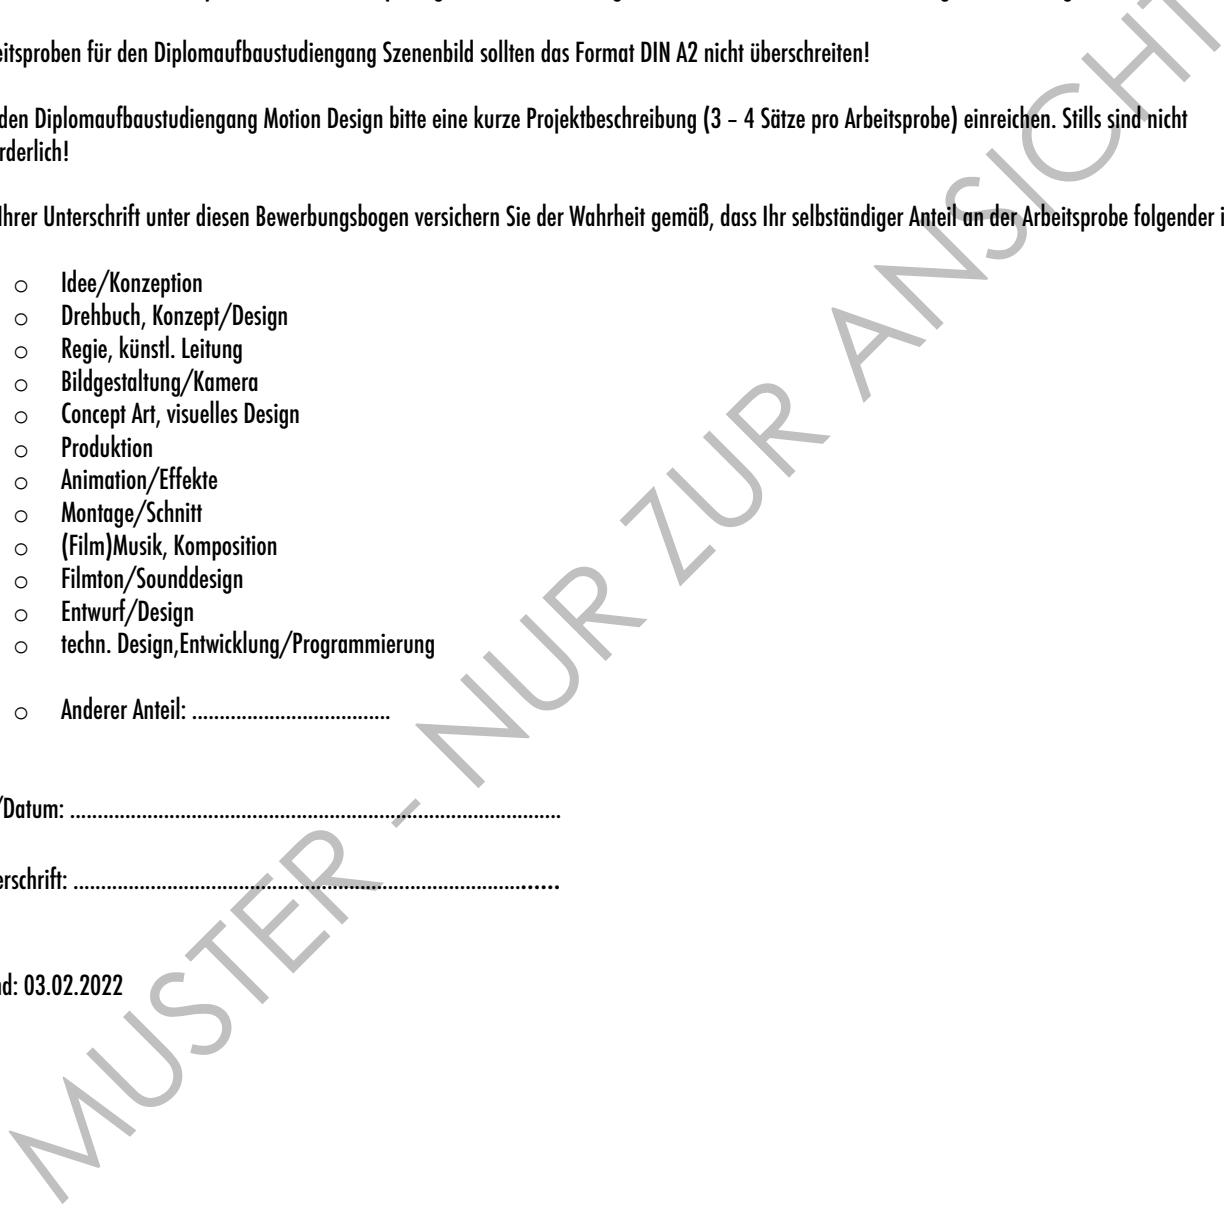 eitsproben für den Diplomaufbaustudiengang Szenenbild sollten das Format DIN A2 nicht überschreiten!
den Diplomaufbaustudiengang Motion Design bitte eine kurze Projektbeschreibung (3 – 4 Sätze pro Arbeitsprobe) einreichen. Stills sind nicht
rderlich!
Ihrer Unterschrift unter diesen Bewerbungsbogen versichern Sie der Wahrheit gemäß, dass Ihr selbständiger Anteil an der Arbeitsprobe folgender i
o Idee/Konzeption
o Drehbuch, Konzept/Design
o Regie, künstl. Leitung
o Bildgestaltung/Kamera
o Concept Art, visuelles Design
o Produktion
o Animation/Effekte
o Montage/Schnitt
o (Film)Musik, Komposition
o Filmton/Sounddesign
o Entwurf/Design
o techn. Design,Entwicklung/Programmierung
o Anderer Anteil: ....................................
/Datum: .........................................................................................
erschrift: ........................................................................................
d: 03.02.2022
MUSTER - NUR ZUR ANSICHT